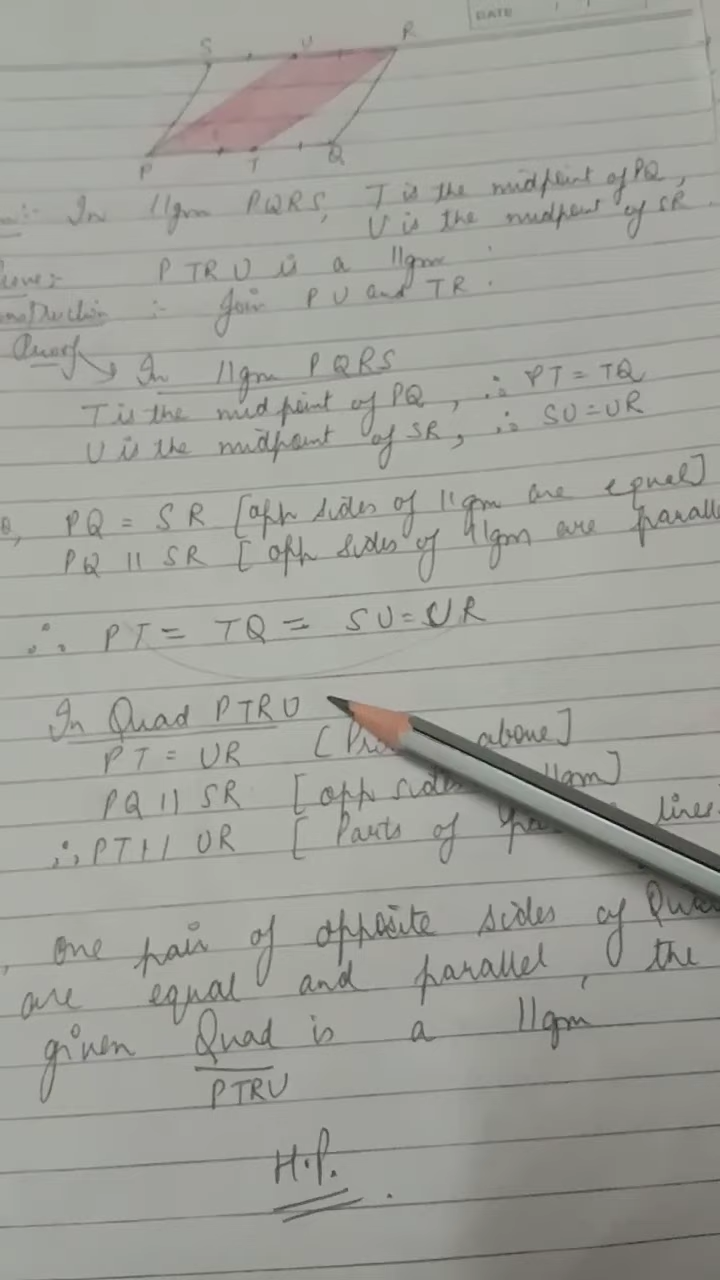 DATE
S U R
P T Q
In ||gm PQRS, T is the midpoint of PQ,
U is the midpoint of SR.
PTRU is a ||gm
:- Join PU and TR.
Proof → In ||gm PQRS
T is the mid point of PQ, ∴ PT = TQ
U is the midpoint of SR, ∴ SU = UR
PQ = SR [opp sides of ||gm are equal]
PQ || SR [opp sides of ||gm are
∴ PT = TQ = SU = UR
In Quad PTRU
PT = UR [ above]
PQ || SR [opp ||gm]
∴ PT || UR [Parts of lines
, one pair of opposite sides of
are equal and parallel, the
given Quad is a ||gm
PTRU
H.P.